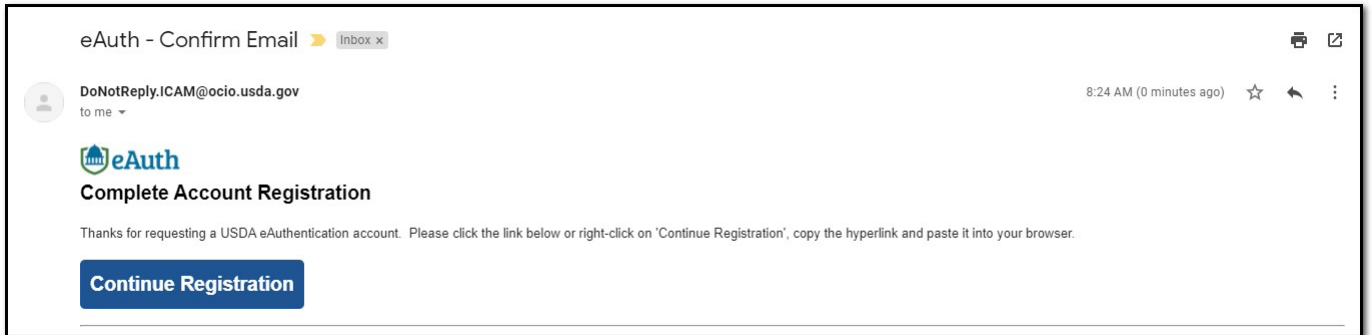 eAuth - Confirm Email Inbox x
DoNotReply.ICAM@ocio.usda.gov 8:24 AM (0 minutes ago)
to me
eAuth
Complete Account Registration
Thanks for requesting a USDA eAuthentication account. Please click the link below or right-click on 'Continue Registration', copy the hyperlink and paste it into your browser.
Continue Registration